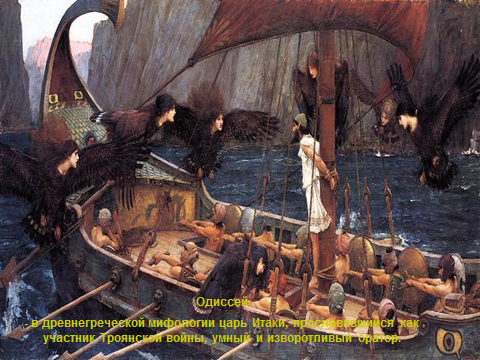 Одиссей
- в древнегреческой мифологии царь Итаки, прославившийся как
участник Троянской войны, умный и изворотливый оратор.